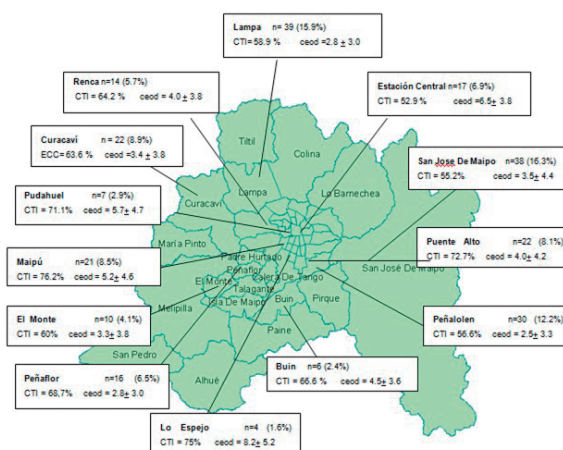 Lampa n= 39 (15.9%)
CTI= 58.9 % ceod =2.8 ± 3.0
Renca n=14 (5.7%)
CTI = 64.2 % ceod = 4.0± 3.8
Estación Central n=17 (6.9%)
CTI = 52.9 % ceod =6.5± 3.8
Curacaví n= 22 (8.9%)
ECC= 63.6 % ceod =3.4 ± 3.8
San Jose De Maipo n=38 (16.3%)
CTI = 55.2% ceod = 3.5± 4.4
Pudahuel n=7 (2.9%)
CTI = 71.1% ceod = 5.7± 4.7
Puente Alto n=22 (8.1%)
CTI = 72.7% ceod = 4.0± 4.2
Maipú n=21 (8.5%)
CTI = 76.2% ceod = 5.2± 4.6
El Monte n=10 (4.1%)
CTI = 60% ceod = 3.3± 3.8
Peñalolen n=30 (12.2%)
CTI = 56.6% ceod = 2.5± 3.3
Peñaflor n=16 (6.5%)
CTI = 68,7% ceod = 2.8± 3.0
Buin n=6 (2.4%)
CTI = 66.6% ceod = 4.5± 3.6
Lo Espejo n=4 (1.6%)
CTI = 75% ceod = 8.2± 5.2
Tiltil
Colina
Lampa
Lo Barnechea
Curacaví
María Pinto
Padre Hurtado
Peñaflor
Calera De Tango
San José De Maipo
El Monte
Talagante
Isla De Maipo
Buin
Pirque
Melipilla
Paine
San Pedro
Alhué